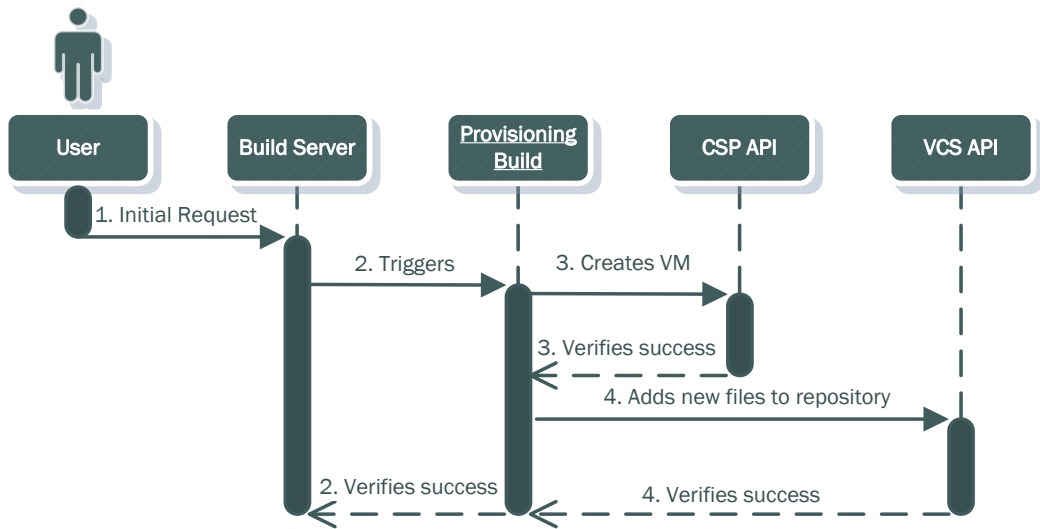 User
Build Server
Provisioning
Build
CSP API
VCS API
1. Initial Request
2. Triggers
3. Creates VM
3. Verifies success
4. Adds new files to repository
2. Verifies success
4. Verifies success